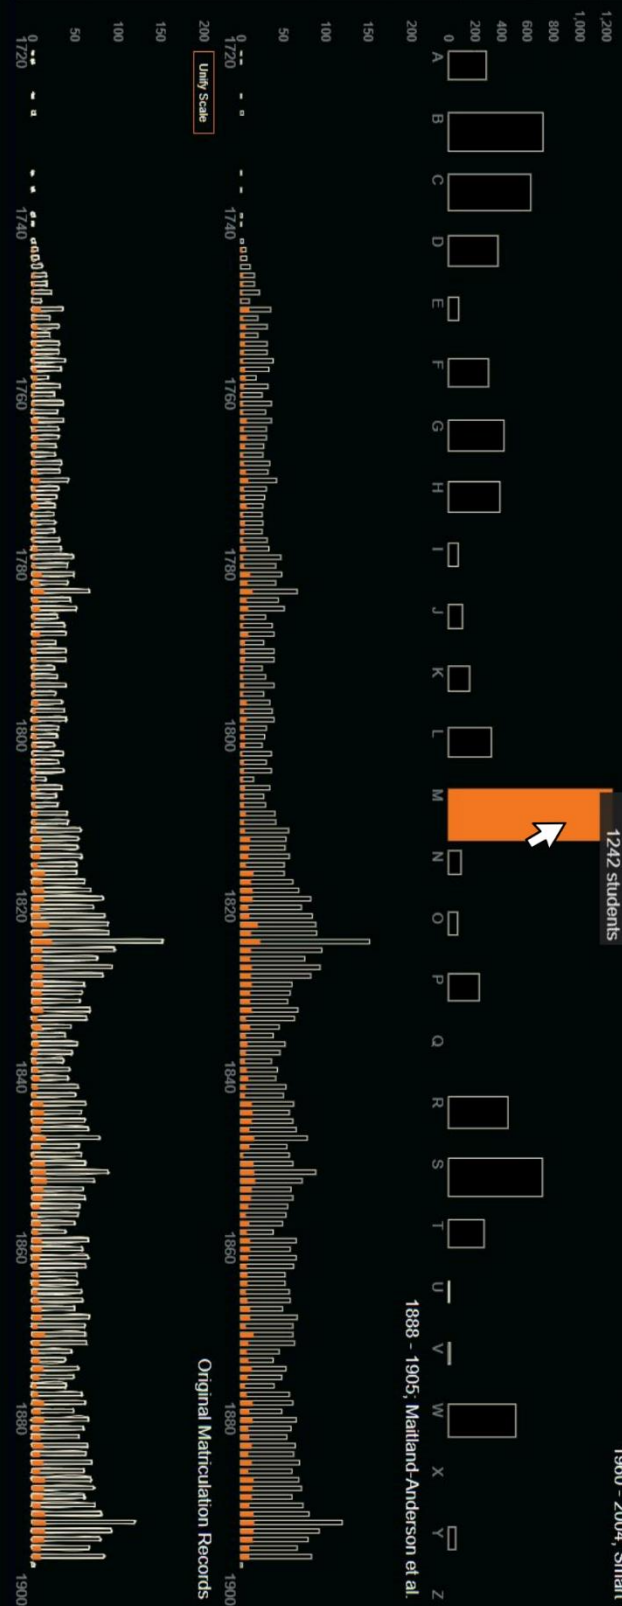 1960 - 2004; Smart
1242 students
1,200
1,000
800
600
400
200
0
A B C D E F G H I J K L M N O P Q R S T U V W X Y Z
1888 - 1905; Maitland-Anderson et al.
200
150
100
50
0
1720 1740 1760 1780 1800 1820 1840 1860 1880 1900
Original Matriculation Records
Unify Scale
200
150
100
50
0
1720 1740 1760 1780 1800 1820 1840 1860 1880 1900